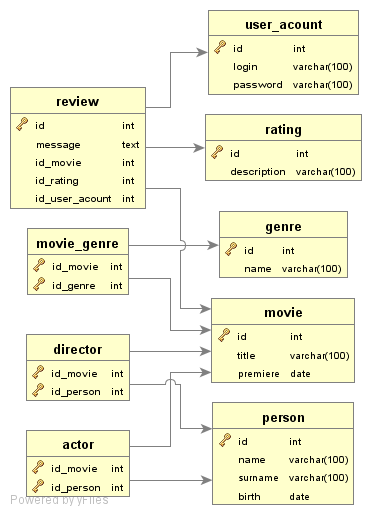 user_acount
id int
login varchar(100)
password varchar(100)
review
id int
message text
id_movie int
id_rating int
id_user_acount int
rating
id int
description varchar(100)
genre
id int
name varchar(100)
movie_genre
id_movie int
id_genre int
movie
id int
title varchar(100)
premiere date
director
id_movie int
id_person int
person
id int
name varchar(100)
surname varchar(100)
birth date
actor
id_movie int
id_person int
Powered by yFiles